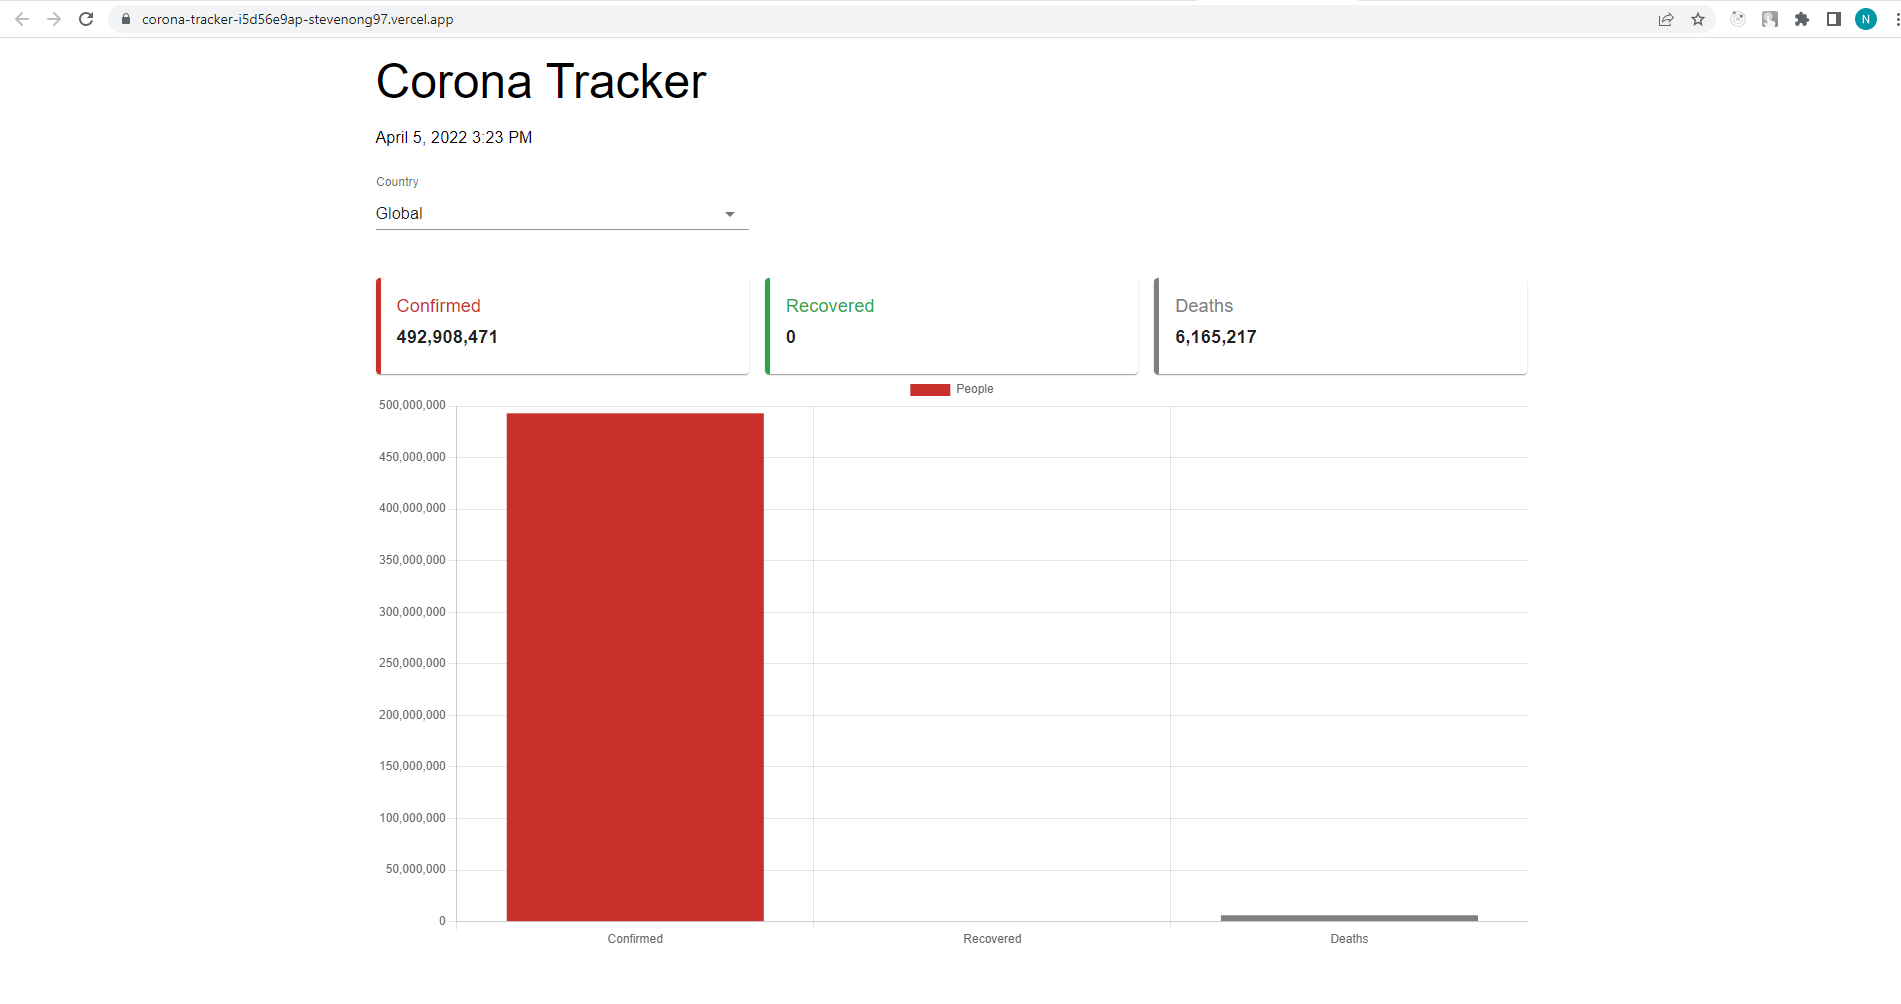 corona-tracker-i5d56e9ap-stevenong97.vercel.app
N
Corona Tracker
April 5, 2022 3:23 PM
Country
Global
Confirmed
492,908,471
Recovered
0
Deaths
6,165,217
People
500,000,000
450,000,000
400,000,000
350,000,000
300,000,000
250,000,000
200,000,000
150,000,000
100,000,000
50,000,000
0
Confirmed Recovered Deaths